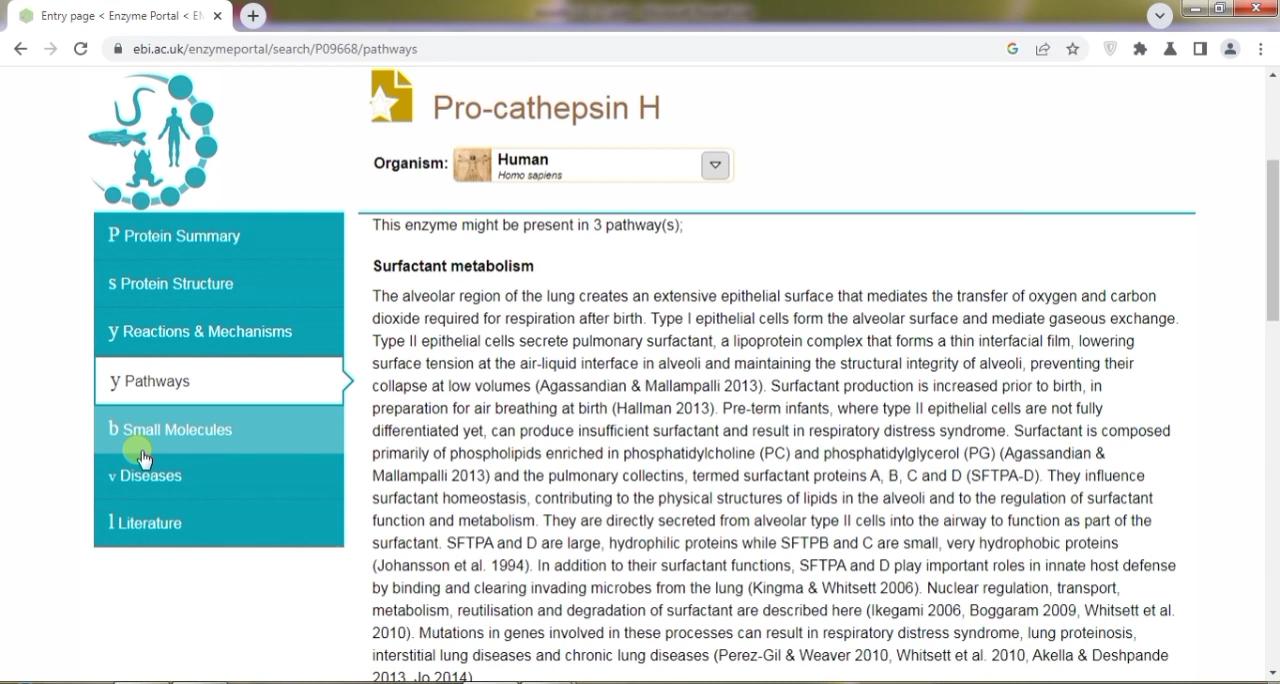 Entry page < Enzyme Portal < EM
ebi.ac.uk/enzymeportal/search/P09668/pathways
Pro-cathepsin H
Organism: Human
Homo sapiens
P Protein Summary
s Protein Structure
y Reactions & Mechanisms
y Pathways
b Small Molecules
v Diseases
l Literature
This enzyme might be present in 3 pathway(s);
Surfactant metabolism
The alveolar region of the lung creates an extensive epithelial surface that mediates the transfer of oxygen and carbon
dioxide required for respiration after birth. Type I epithelial cells form the alveolar surface and mediate gaseous exchange.
Type II epithelial cells secrete pulmonary surfactant, a lipoprotein complex that forms a thin interfacial film, lowering
surface tension at the air-liquid interface in alveoli and maintaining the structural integrity of alveoli, preventing their
collapse at low volumes (Agassandian & Mallampalli 2013). Surfactant production is increased prior to birth, in
preparation for air breathing at birth (Hallman 2013). Pre-term infants, where type II epithelial cells are not fully
differentiated yet, can produce insufficient surfactant and result in respiratory distress syndrome. Surfactant is composed
primarily of phospholipids enriched in phosphatidylcholine (PC) and phosphatidylglycerol (PG) (Agassandian &
Mallampalli 2013) and the pulmonary collectins, termed surfactant proteins A, B, C and D (SFTPA-D). They influence
surfactant homeostasis, contributing to the physical structures of lipids in the alveoli and to the regulation of surfactant
function and metabolism. They are directly secreted from alveolar type II cells into the airway to function as part of the
surfactant. SFTPA and D are large, hydrophilic proteins while SFTPB and C are small, very hydrophobic proteins
(Johansson et al. 1994). In addition to their surfactant functions, SFTPA and D play important roles in innate host defense
by binding and clearing invading microbes from the lung (Kingma & Whitsett 2006). Nuclear regulation, transport,
metabolism, reutilisation and degradation of surfactant are described here (Ikegami 2006, Boggaram 2009, Whitsett et al.
2010). Mutations in genes involved in these processes can result in respiratory distress syndrome, lung proteinosis,
interstitial lung diseases and chronic lung diseases (Perez-Gil & Weaver 2010, Whitsett et al. 2010, Akella & Deshpande
2013, Jo 2014)